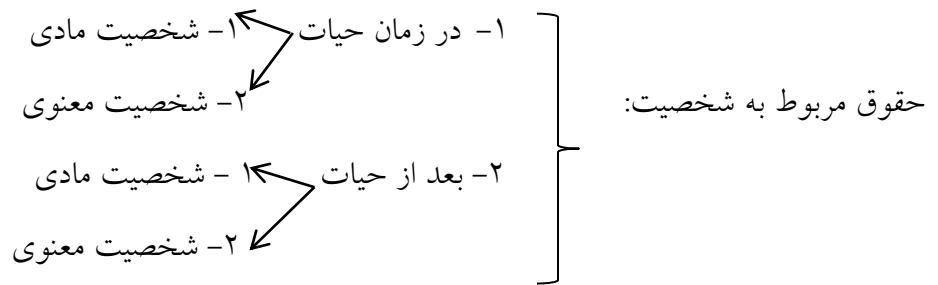 حقوق مربوط به شخصیت:
۱- در زمان حیات
۱- شخصیت مادی
۲- شخصیت معنوی
۲- بعد از حیات
۱- شخصیت مادی
۲- شخصیت معنوی